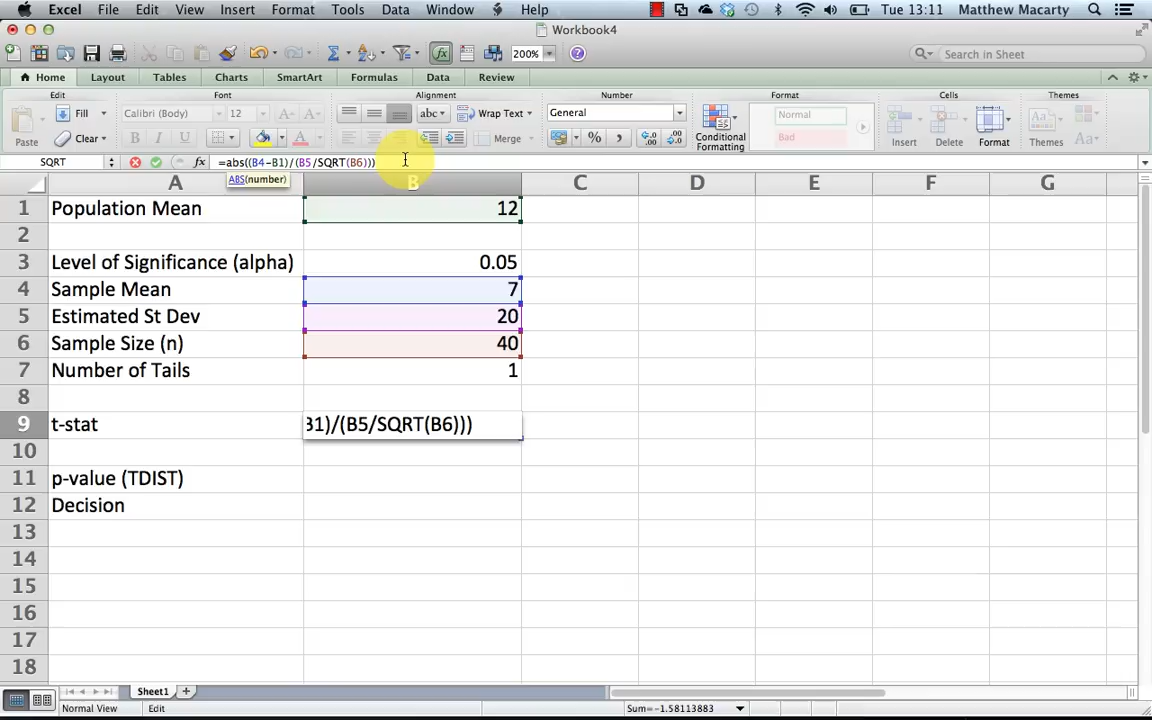 Excel File Edit View Insert Format Tools Data Window Help Tue 13:11 Matthew Macarty
Workbook4
200% Search in Sheet
Home Layout Tables Charts SmartArt Formulas Data Review
Edit Font Alignment Number Format Cells Themes
Paste Fill Clear Calibri (Body) 12 A A B I U A abc Wrap Text Merge General % , .0 .00 Conditional Formatting Normal Bad Insert Delete Format Themes Aa
SQRT fx =abs((B4-B1)/(B5/SQRT(B6)))
ABS(number)
A B C D E F G
1 Population Mean 12
2
3 Level of Significance (alpha) 0.05
4 Sample Mean 7
5 Estimated St Dev 20
6 Sample Size (n) 40
7 Number of Tails 1
8
9 t-stat B1)/(B5/SQRT(B6)))
10
11 p-value (TDIST)
12 Decision
13
14
15
16
17
18
Sheet1
Normal View Edit Sum=-1.58113883